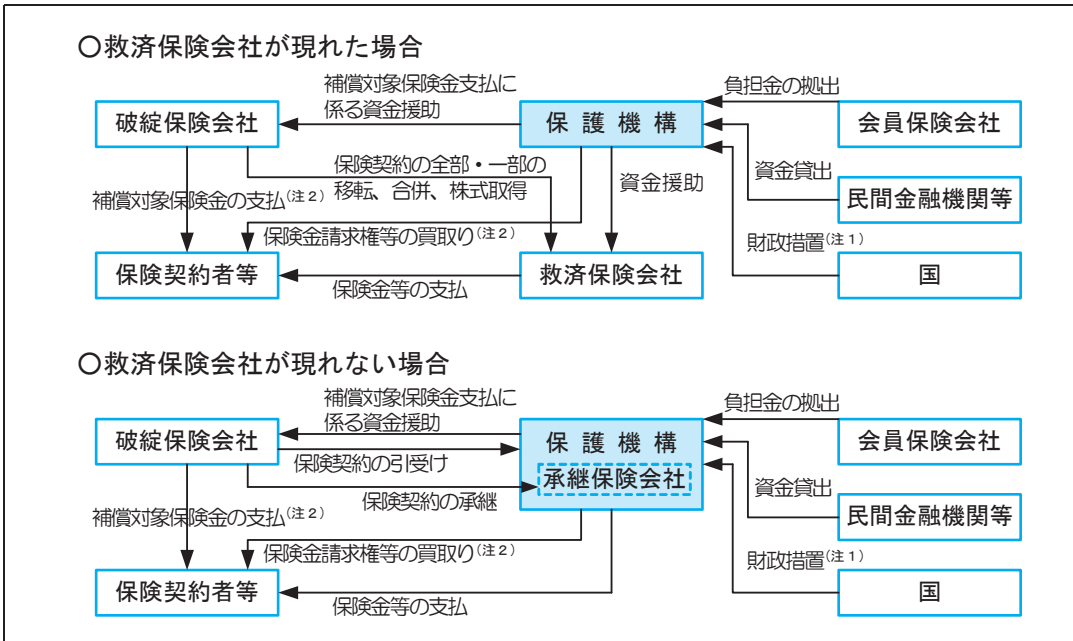 〇救済保険会社が現れた場合
補償対象保険金支払に
係る資金援助
負担金の拠出
破綻保険会社
保護機構
会員保険会社
保険契約の全部・一部の
移転、合併、株式取得
資金援助
資金貸出
民間金融機関等
補償対象保険金の支払(注2)
保険金請求権等の買取り(注2)
財政措置(注1)
保険契約者等
救済保険会社
国
保険金等の支払
〇救済保険会社が現れない場合
補償対象保険金支払に
係る資金援助
負担金の拠出
破綻保険会社
保護機構
会員保険会社
保険契約の引受け
承継保険会社
資金貸出
保険契約の承継
民間金融機関等
補償対象保険金の支払(注2)
保険金請求権等の買取り(注2)
財政措置(注1)
保険契約者等
国
保険金等の支払